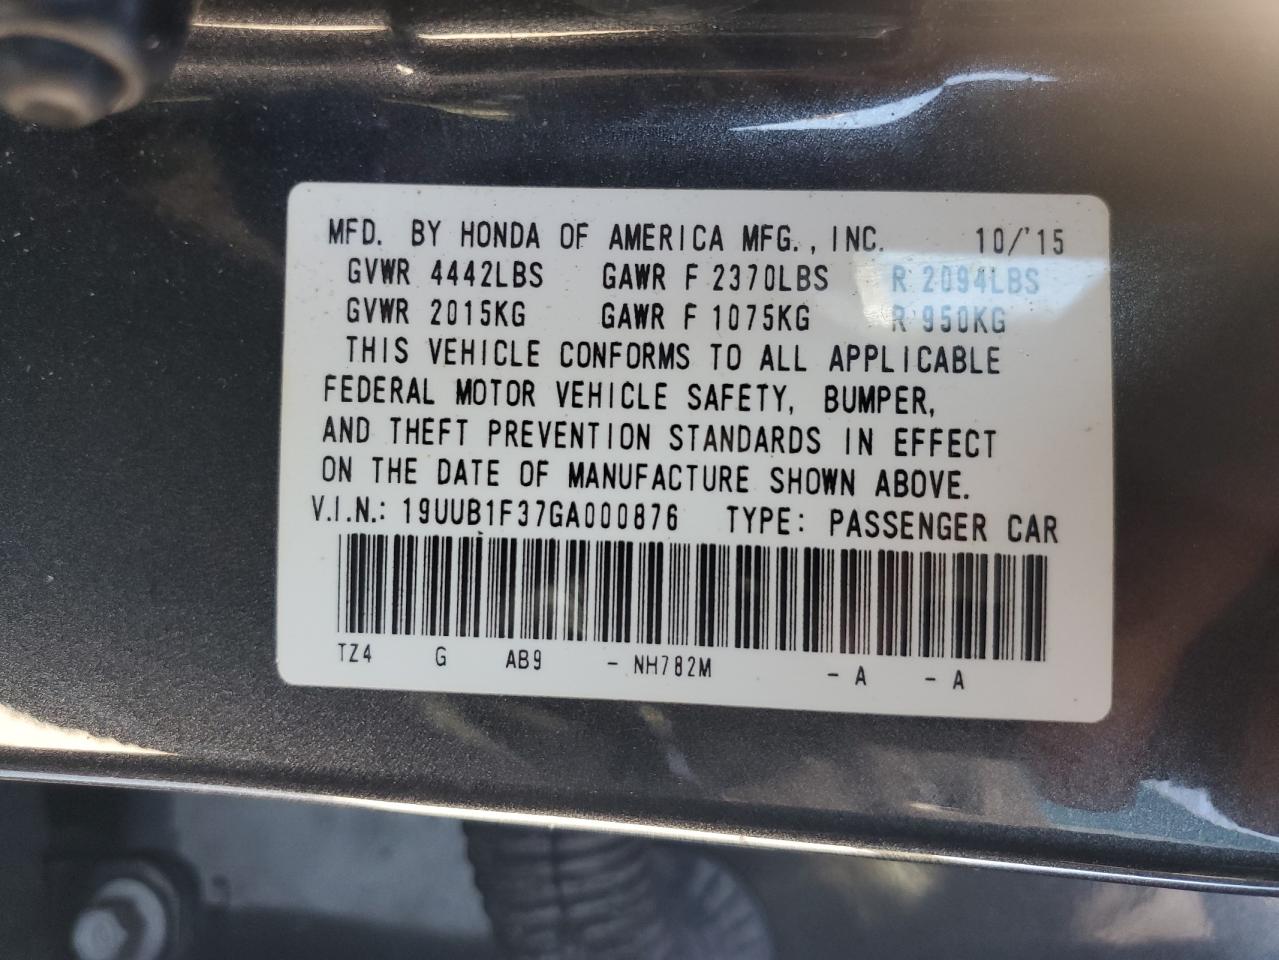 MFD. BY HONDA OF AMERICA MFG., INC. 10/'15
GVWR 4442LBS GAWR F 2370LBS R 2094LBS
GVWR 2015KG GAWR F 1075KG R 950KG
THIS VEHICLE CONFORMS TO ALL APPLICABLE
FEDERAL MOTOR VEHICLE SAFETY, BUMPER,
AND THEFT PREVENTION STANDARDS IN EFFECT
ON THE DATE OF MANUFACTURE SHOWN ABOVE.
V.I.N.: 19UUB1F37GA000876 TYPE: PASSENGER CAR
TZ4 G AB9 - NH782M - A - A